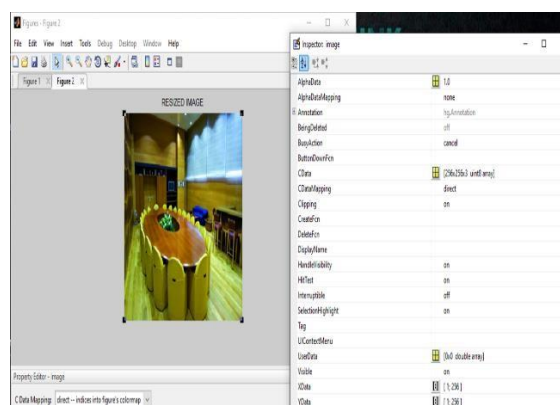 Figures - Figure 2
File Edit View Insert Tools Debug Desktop Window Help
Figure 1 Figure 2
RESIZED IMAGE
Property Editor - Image
CData Mapping: direct -- indices into figure's colormap
Inspector: image
AlphaData 1.0
AlphaDataMapping none
Annotation hg.Annotation
BeingDeleted off
BusyAction cancel
ButtonDownFcn
CData [256x256x3 uint8 array]
CDataMapping direct
Clipping on
CreateFcn
DeleteFcn
DisplayName
HandleVisibility on
HitTest on
Interruptible off
SelectionHighlight on
Tag
UIContextMenu
UserData [0x0 double array]
Visible on
XData [1; 256]
YData [1; 256]